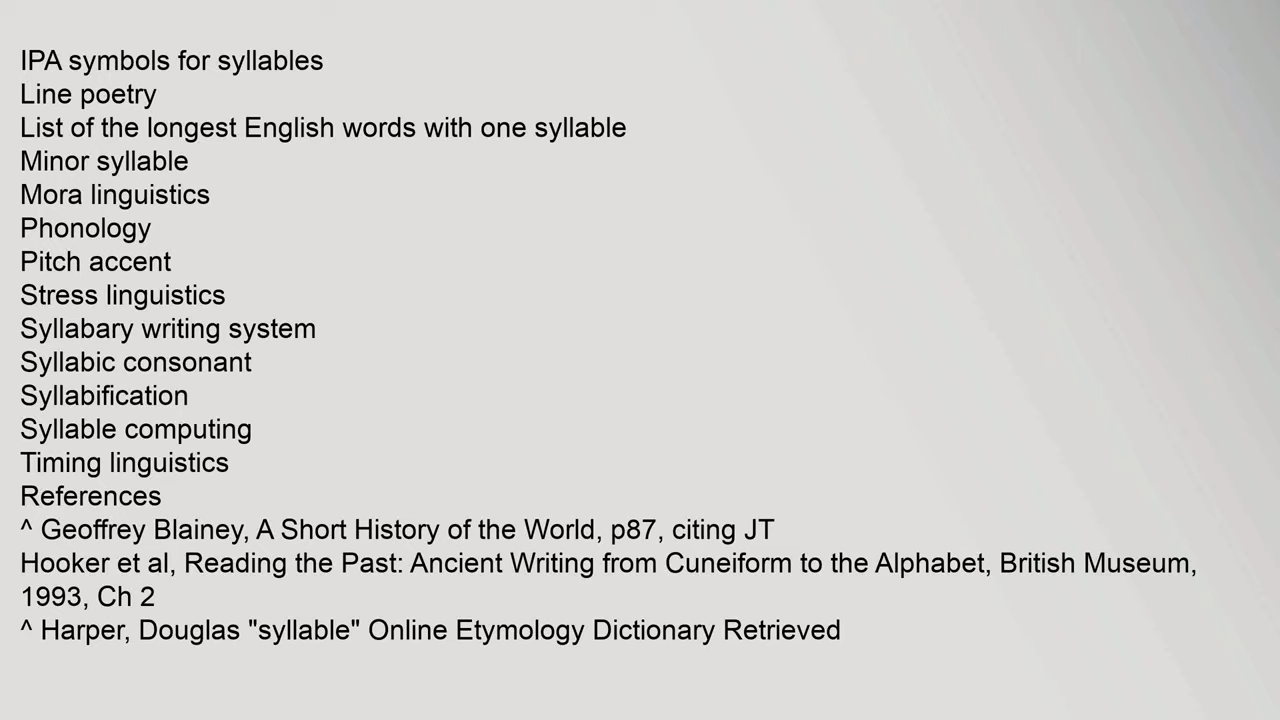 IPA symbols for syllables
Line poetry
List of the longest English words with one syllable
Minor syllable
Mora linguistics
Phonology
Pitch accent
Stress linguistics
Syllabary writing system
Syllabic consonant
Syllabification
Syllable computing
Timing linguistics
References
^ Geoffrey Blainey, A Short History of the World, p87, citing JT
Hooker et al, Reading the Past: Ancient Writing from Cuneiform to the Alphabet, British Museum,
1993, Ch 2
^ Harper, Douglas "syllable" Online Etymology Dictionary Retrieved